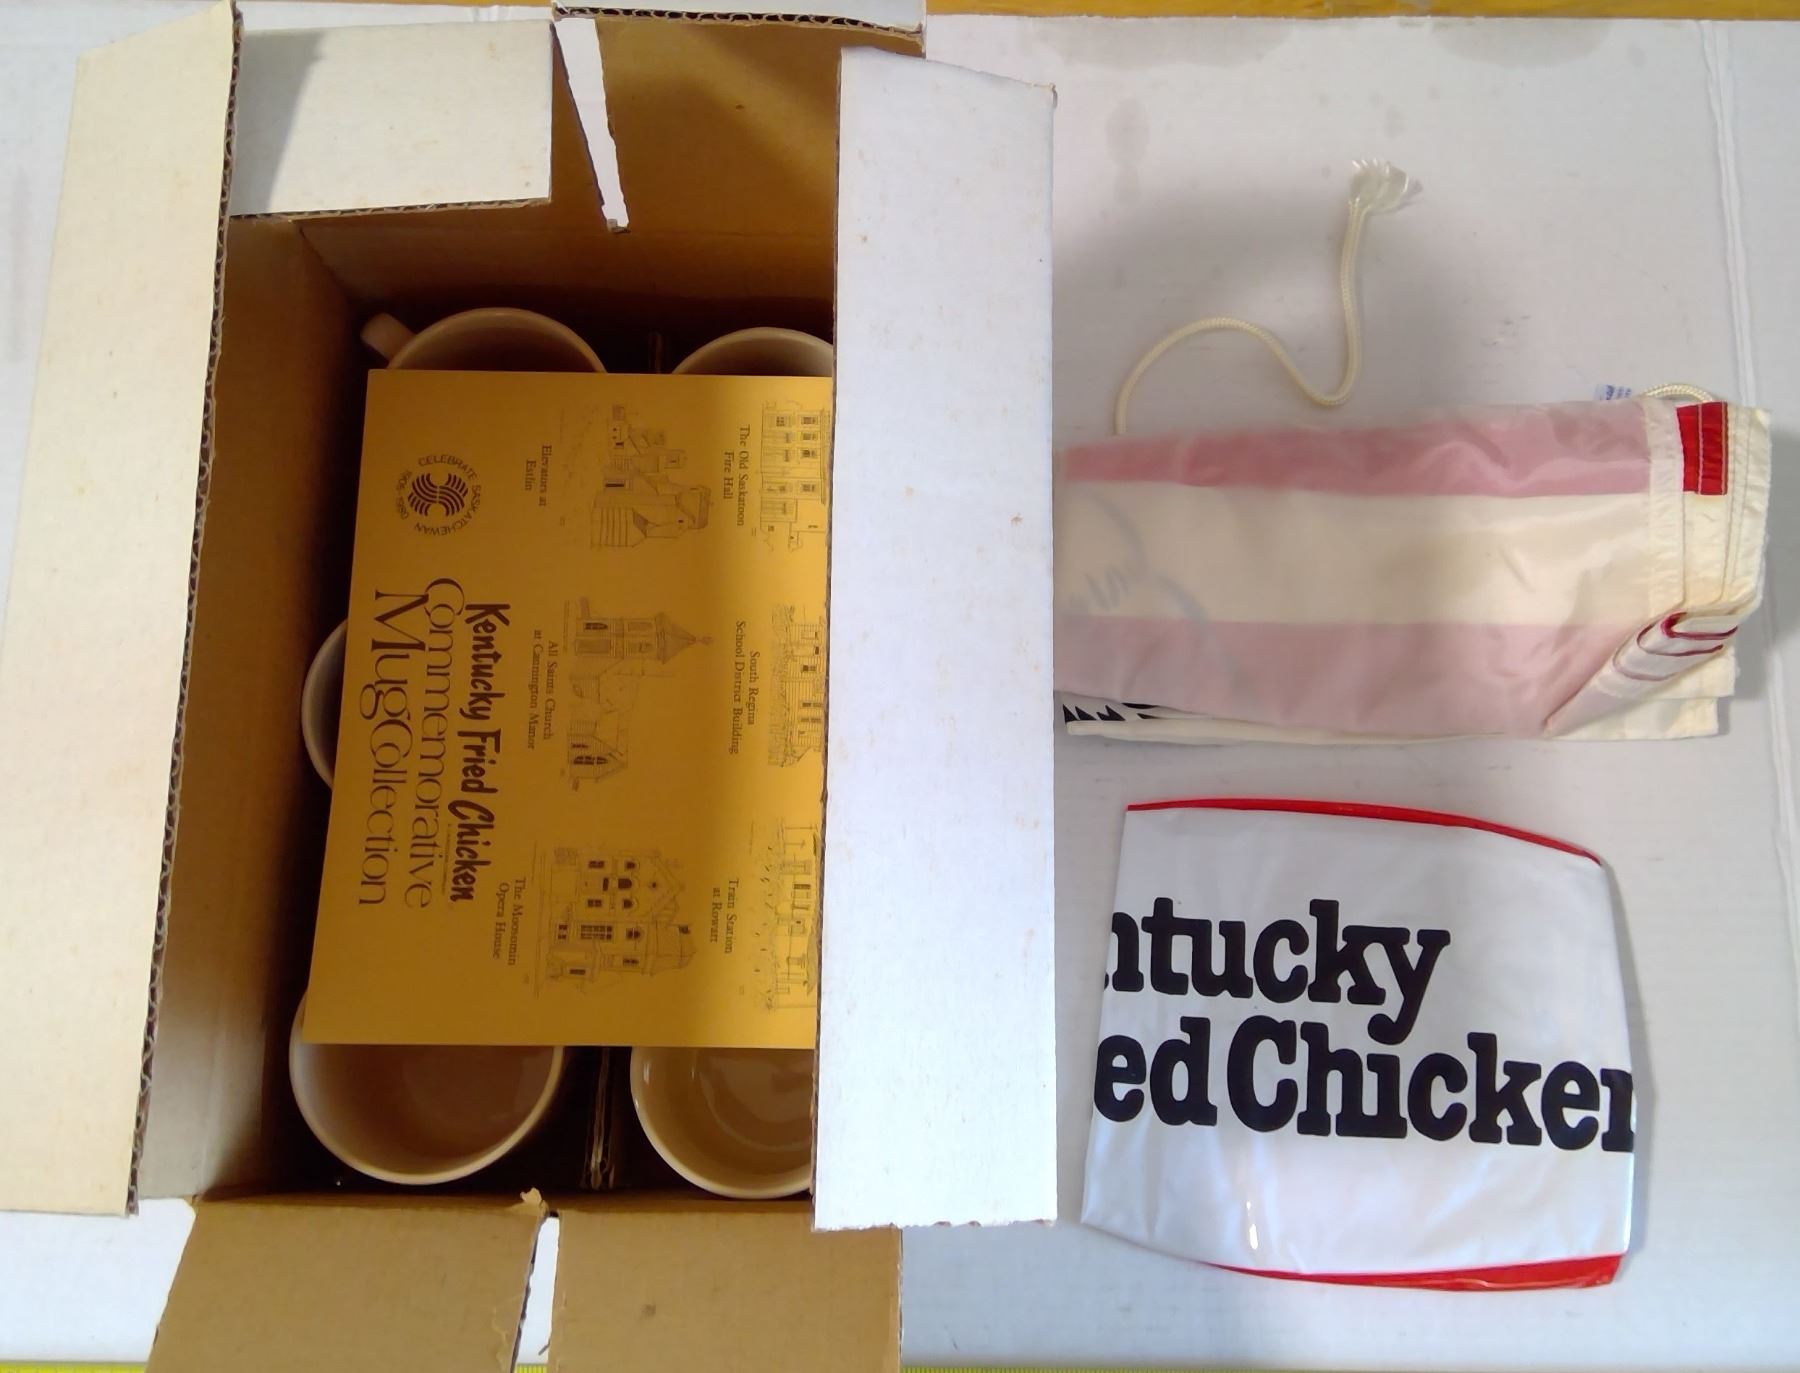 The Old Saskatoon
Fire Hall
South Regina
School District Building
Train Station
at Rowatt
Elevators at
Estlin
All Saints Church
at Cannington Manor
The Moosomin
Opera House
CELEBRATE SASKATCHEWAN
1905-1980
Kentucky Fried Chicken
Commemorative
Mug Collection
ntucky
ed Chicken